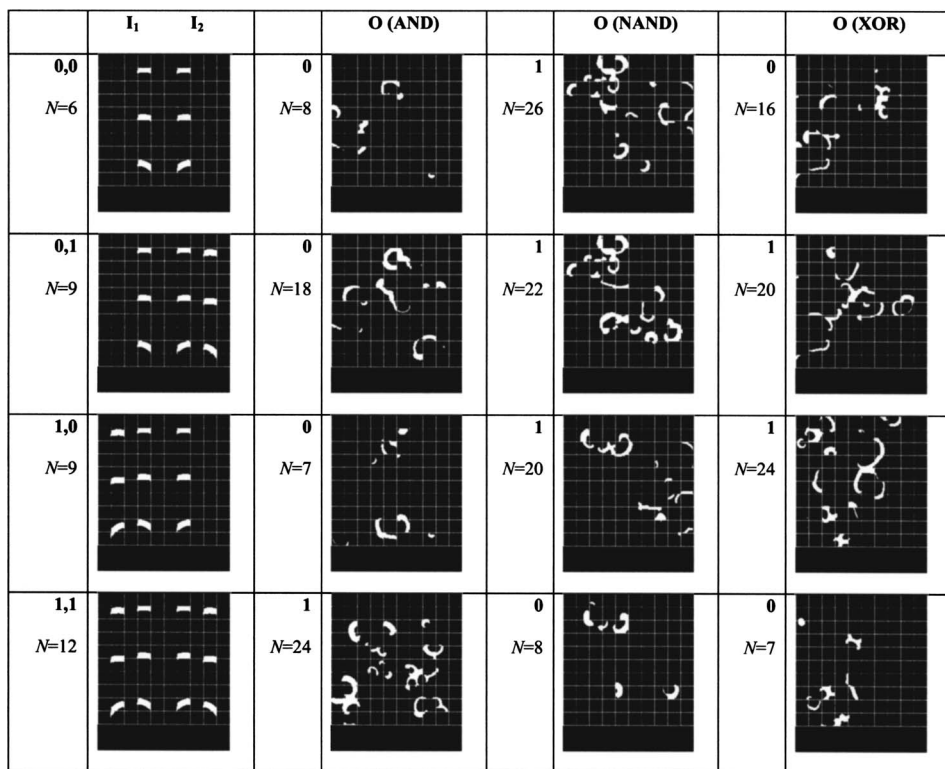 I₁ I₂ O (AND) O (NAND) O (XOR)
0,0 0 1 0
N=6 N=8 N=26 N=16
0,1 0 1 1
N=9 N=18 N=22 N=20
1,0 0 1 1
N=9 N=7 N=20 N=24
1,1 1 0 0
N=12 N=24 N=8 N=7